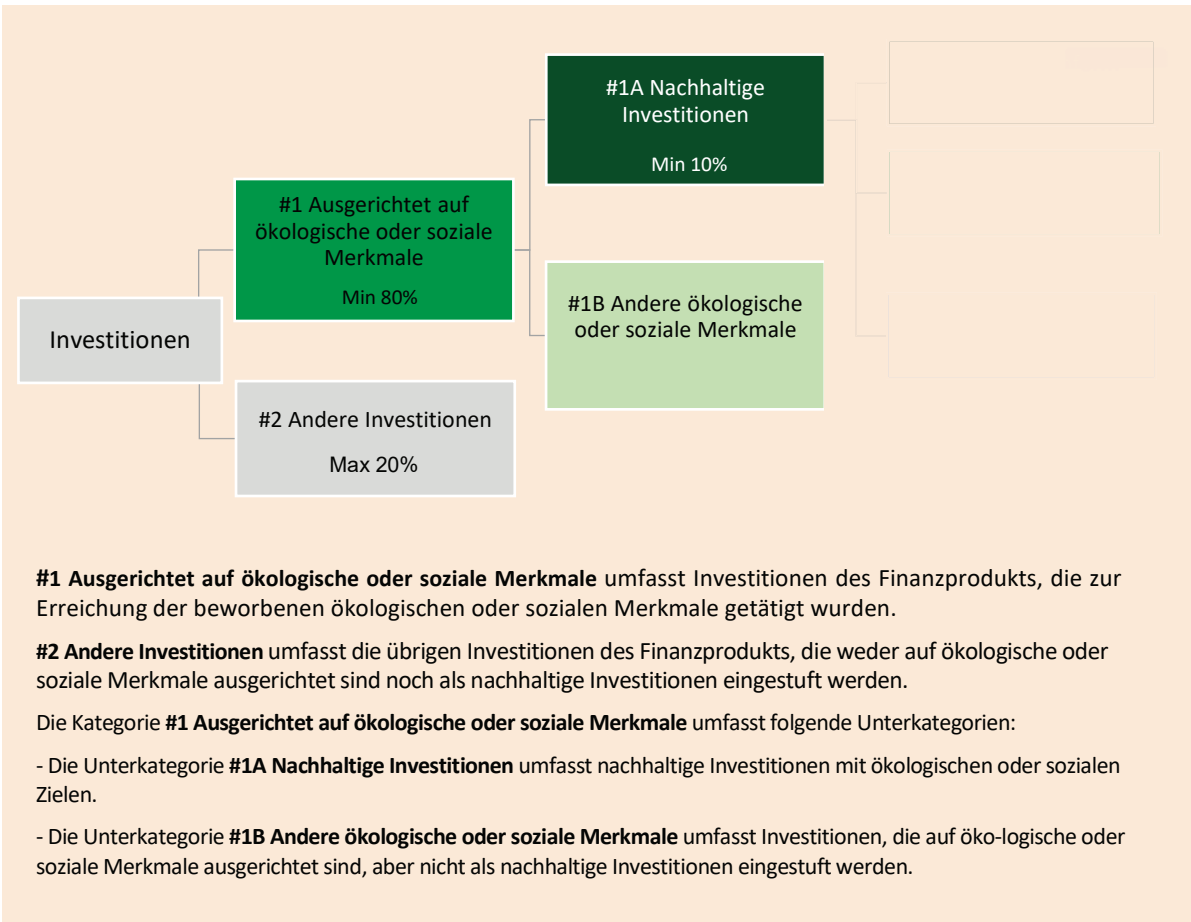 #1A Nachhaltige
Investitionen
Min 10%
#1 Ausgerichtet auf
ökologische oder soziale
Merkmale
Min 80%
#1B Andere ökologische
oder soziale Merkmale
Investitionen
#2 Andere Investitionen
Max 20%
#1 Ausgerichtet auf ökologische oder soziale Merkmale umfasst Investitionen des Finanzprodukts, die zur
Erreichung der beworbenen ökologischen oder sozialen Merkmale getätigt wurden.
#2 Andere Investitionen umfasst die übrigen Investitionen des Finanzprodukts, die weder auf ökologische oder
soziale Merkmale ausgerichtet sind noch als nachhaltige Investitionen eingestuft werden.
Die Kategorie #1 Ausgerichtet auf ökologische oder soziale Merkmale umfasst folgende Unterkategorien:
- Die Unterkategorie #1A Nachhaltige Investitionen umfasst nachhaltige Investitionen mit ökologischen oder sozialen
Zielen.
- Die Unterkategorie #1B Andere ökologische oder soziale Merkmale umfasst Investitionen, die auf öko-logische oder
soziale Merkmale ausgerichtet sind, aber nicht als nachhaltige Investitionen eingestuft werden.